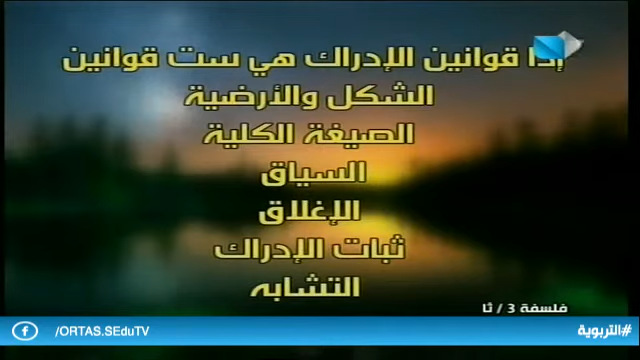 إذا قوانين الإدراك هي ست قوانين
الشكل والأرضية
الصيغة الكلية
السياق
الإغلاق
ثبات الإدراك
التشابه
فلسفة 3 / ثا
#التربوية
/ORTAS.SEduTV